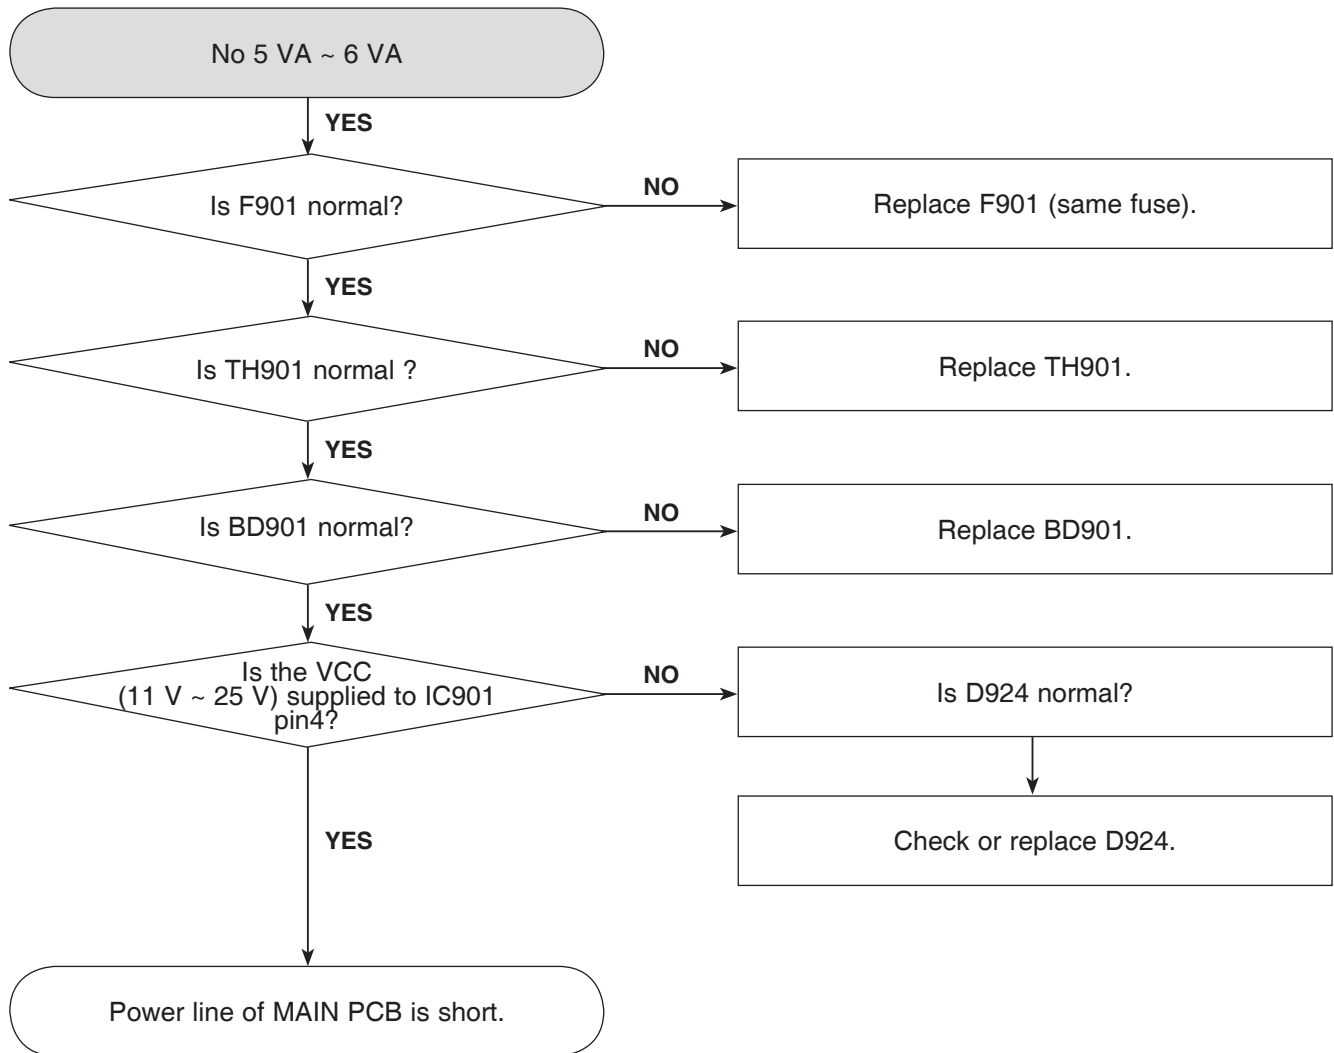 No 5 VA ~ 6 VA
YES
Is F901 normal?
NO
Replace F901 (same fuse).
YES
Is TH901 normal ?
NO
Replace TH901.
YES
Is BD901 normal?
NO
Replace BD901.
YES
Is the VCC
(11 V ~ 25 V) supplied to IC901
pin4?
NO
Is D924 normal?
Check or replace D924.
YES
Power line of MAIN PCB is short.